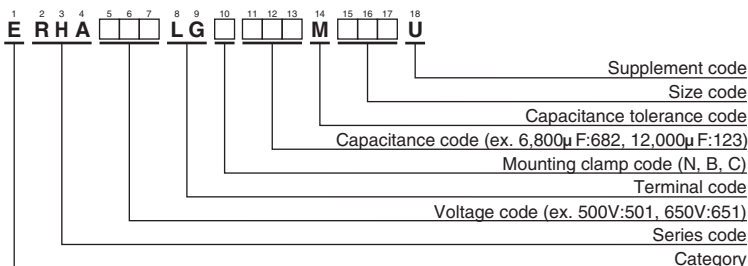 1 2 3 4 5 6 7 8 9 10 11 12 13 14 15 16 17 18
E R H A □□□ L G □ □□□ M □□□ U
Supplement code
Size code
Capacitance tolerance code
Capacitance code (ex. 6,800μF:682, 12,000μF:123)
Mounting clamp code (N, B, C)
Terminal code
Voltage code (ex. 500V:501, 650V:651)
Series code
Category